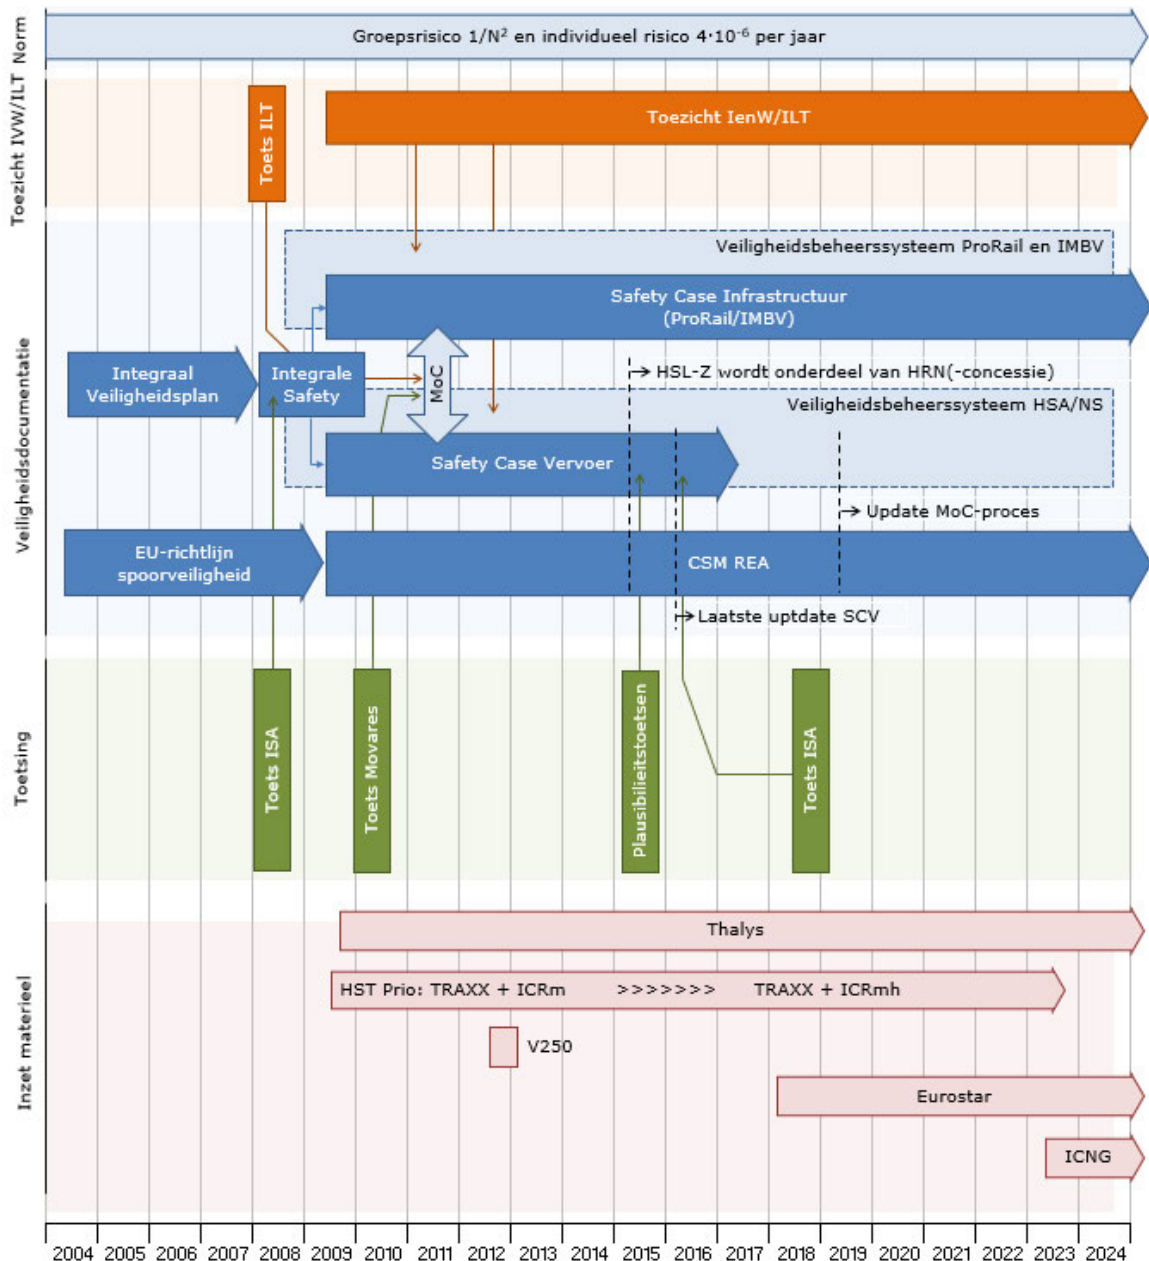 Norm
Groepsrisico 1/N² en individueel risico 4·10⁻⁶ per jaar
Toezicht IVW/ILT
Toets ILT
Toezicht IenW/ILT
Veiligheidsdocumentatie
Veiligheidsbeheerssysteem ProRail en IMBV
Safety Case Infrastructuur
(ProRail/IMBV)
Integraal
Veiligheidsplan
Integrale
Safety
MoC
HSL-Z wordt onderdeel van HRN(-concessie)
Veiligheidsbeheerssysteem HSA/NS
Safety Case Vervoer
Update MoC-proces
EU-richtlijn
spoorveiligheid
CSM REA
Laatste uptdate SCV
Toetsing
Toets ISA
Toets Movares
Plausibilieitstoetsen
Toets ISA
Inzet materieel
Thalys
HST Prio: TRAXX + ICRm >>>>>>> TRAXX + ICRmh
V250
Eurostar
ICNG
2004 2005 2006 2007 2008 2009 2010 2011 2012 2013 2014 2015 2016 2017 2018 2019 2020 2021 2022 2023 2024